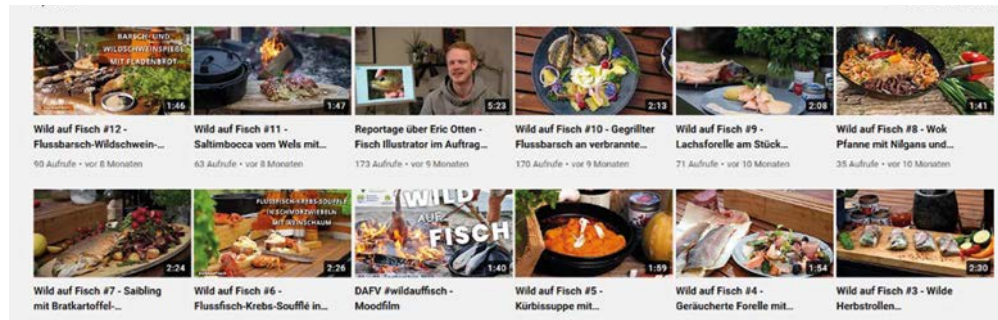 BARSCH- UND
WILDSCHWEINSPIEßE
MIT FLADENBROT
1:46
1:47
5:23
2:13
2:08
1:41
Wild auf Fisch #12 -
Flussbarsch-Wildschwein-...
90 Aufrufe • vor 8 Monaten
Wild auf Fisch #11 -
Saltimbocca vom Wels mit...
63 Aufrufe • vor 8 Monaten
Reportage über Eric Otten -
Fisch Illustrator im Auftrag...
173 Aufrufe • vor 9 Monaten
Wild auf Fisch #10 - Gegrillter
Flussbarsch an verbrannte...
170 Aufrufe • vor 9 Monaten
Wild auf Fisch #9 -
Lachsforelle am Stück...
71 Aufrufe • vor 10 Monaten
Wild auf Fisch #8 - Wok
Pfanne mit Nilgans und...
35 Aufrufe • vor 10 Monaten
FLUSSFISCH-KREBS-SOUFFLÉ
IN SCHMORZWIEBELN
MIT WEINSCHAUM
WILD
AUF
FISCH
2:24
2:26
1:40
1:59
1:54
2:30
Wild auf Fisch #7 - Saibling
mit Bratkartoffel-...
Wild auf Fisch #6 -
Flussfisch-Krebs-Soufflé in...
DAFV #wildauffisch -
Moodfilm
Wild auf Fisch #5 -
Kürbissuppe mit...
Wild auf Fisch #4 -
Geräucherte Forelle mit...
Wild auf Fisch #3 - Wilde
Herbstrollen...